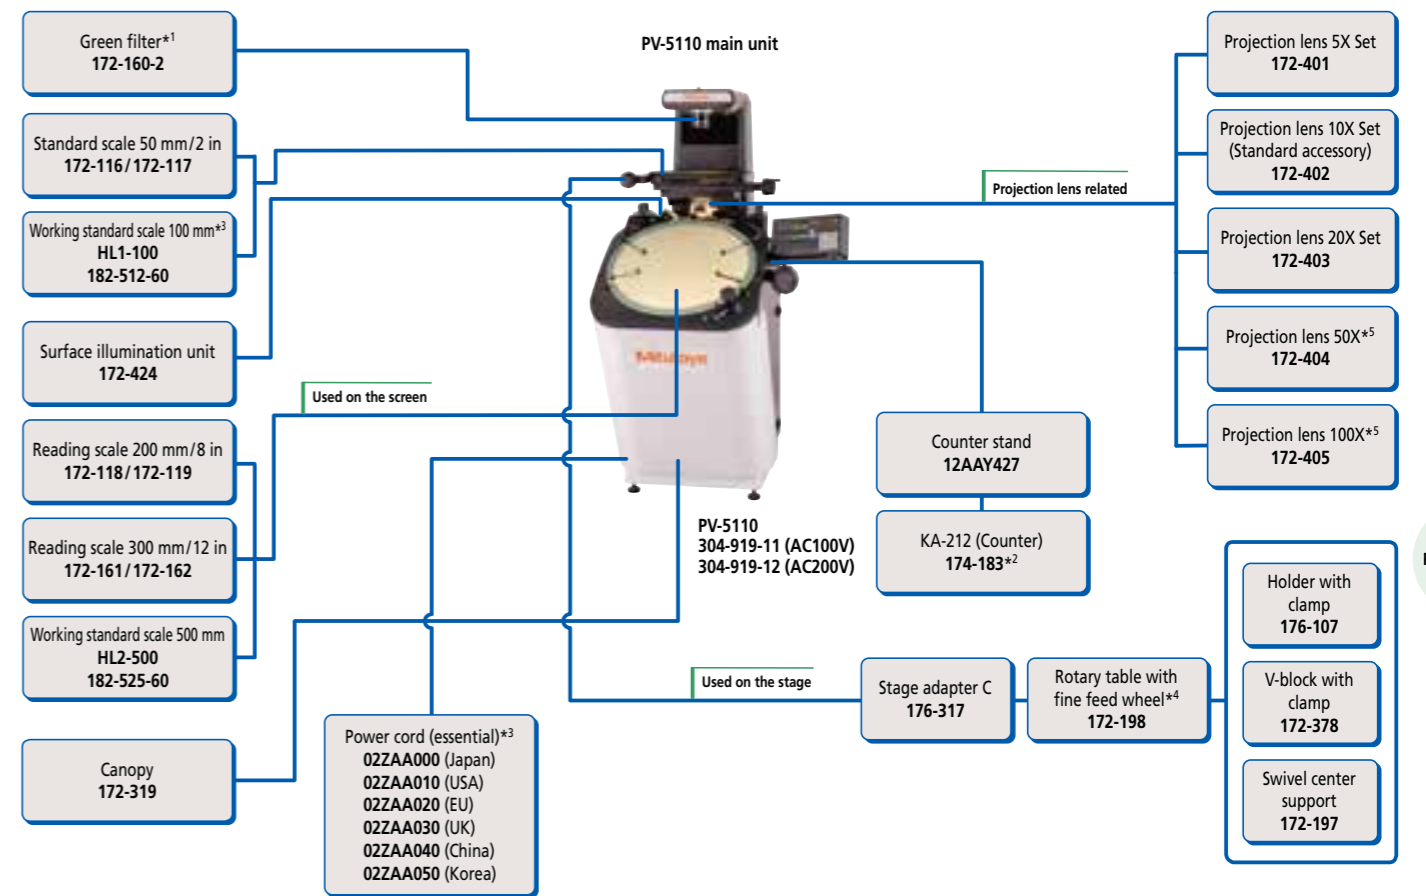 Green filter*1
172-160-2
Standard scale 50 mm/2 in
172-116/172-117
Working standard scale 100 mm*3
HL1-100
182-512-60
Surface illumination unit
172-424
Used on the screen
Reading scale 200 mm/8 in
172-118/172-119
Reading scale 300 mm/12 in
172-161/172-162
Working standard scale 500 mm
HL2-500
182-525-60
Canopy
172-319
Power cord (essential)*3
02ZAA000 (Japan)
02ZAA010 (USA)
02ZAA020 (EU)
02ZAA030 (UK)
02ZAA040 (China)
02ZAA050 (Korea)
PV-5110 main unit
Mitutoyo
PV-5110
304-919-11 (AC100V)
304-919-12 (AC200V)
Projection lens related
Projection lens 5X Set
172-401
Projection lens 10X Set
(Standard accessory)
172-402
Projection lens 20X Set
172-403
Projection lens 50X*5
172-404
Projection lens 100X*5
172-405
Counter stand
12AAY427
KA-212 (Counter)
174-183*2
Used on the stage
Stage adapter C
176-317
Rotary table with
fine feed wheel*4
172-198
Holder with
clamp
176-107
V-block with
clamp
172-378
Swivel center
support
172-197